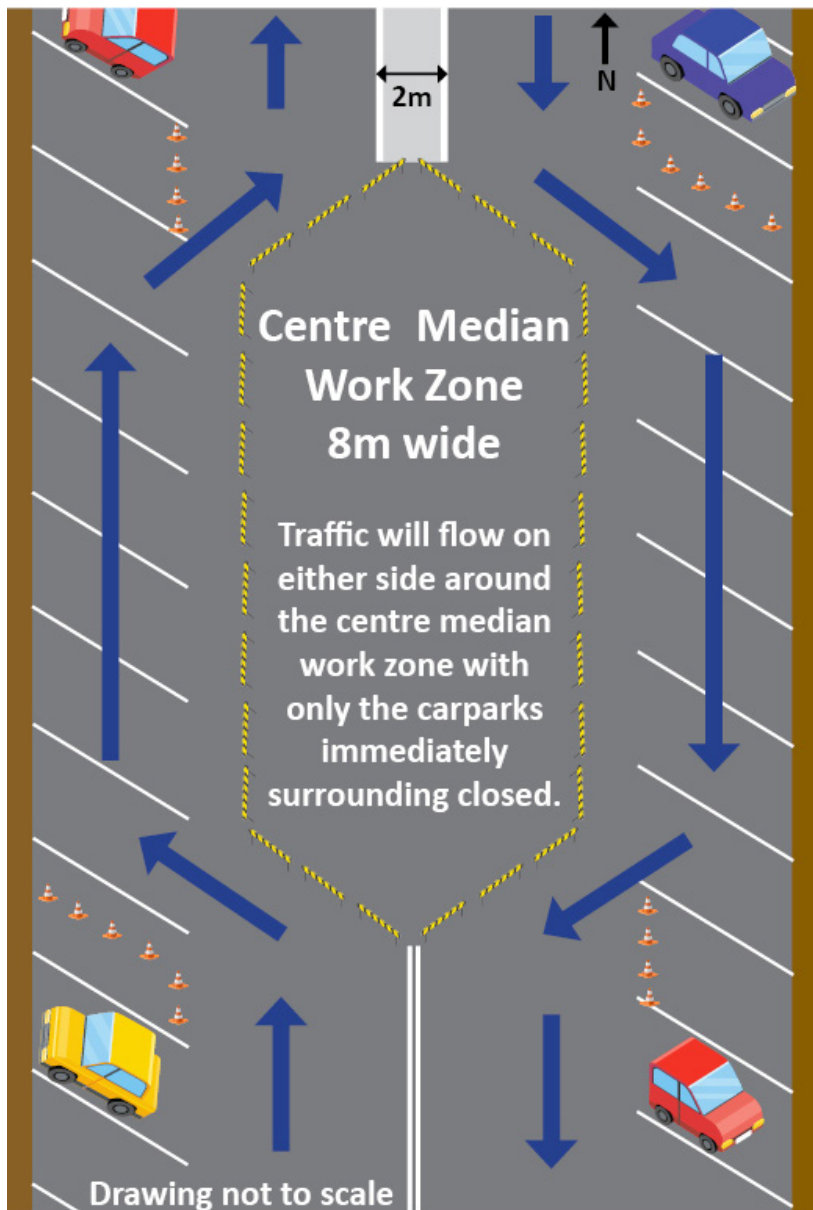 2m
N
Centre Median
Work Zone
8m wide
Traffic will flow on
either side around
the centre median
work zone with
only the carparks
immediately
surrounding closed.
Drawing not to scale